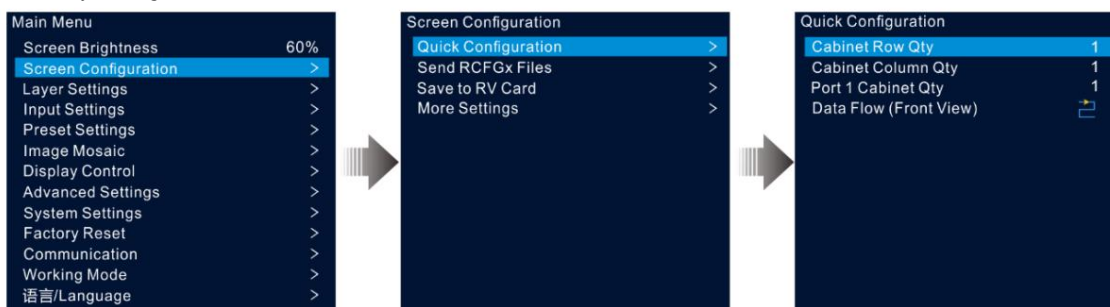 Main Menu
Screen Brightness 60%
Screen Configuration >
Layer Settings >
Input Settings >
Preset Settings >
Image Mosaic >
Display Control >
Advanced Settings >
System Settings >
Factory Reset >
Communication >
Working Mode >
语言/Language >
Screen Configuration
Quick Configuration >
Send RCFGx Files >
Save to RV Card >
More Settings >
Quick Configuration
Cabinet Row Qty 1
Cabinet Column Qty 1
Port 1 Cabinet Qty 1
Data Flow (Front View)